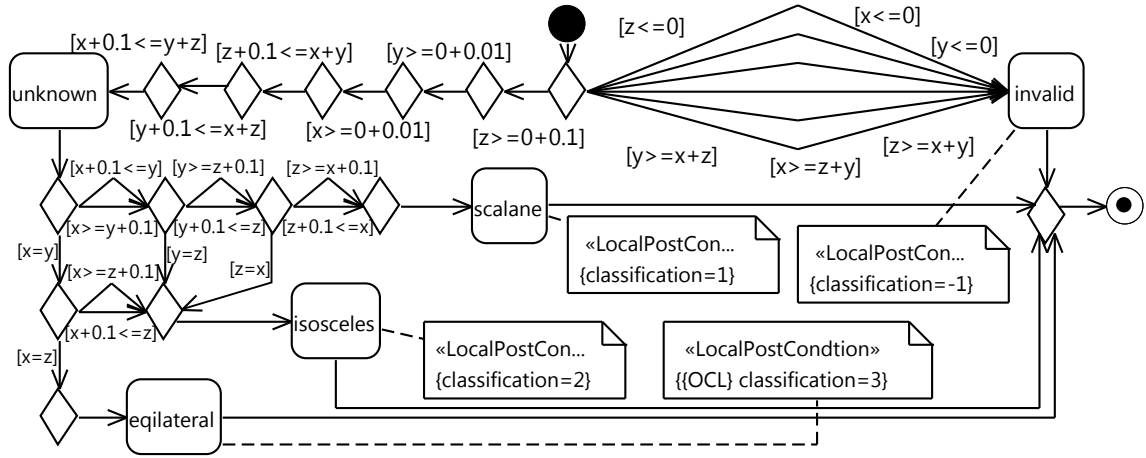 [z<=0]
[x<=0]
[x+0.1<=y+z]
[z+0.1<=x+y]
[y>=0+0.01]
[y<=0]
unknown
invalid
[y+0.1<=x+z]
[x>=0+0.01]
[z>=0+0.1]
[y>=x+z]
[x>=z+y]
[z>=x+y]
[x+0.1<=y]
[y>=z+0.1]
[z>=x+0.1]
scalane
[x>=y+0.1]
[y+0.1<=z]
[z+0.1<=x]
[x=y]
[y=z]
[z=x]
«LocalPostCon...
{classification=1}
«LocalPostCon...
{classification=-1}
[x>=z+0.1]
[x+0.1<=z]
isosceles
[x=z]
«LocalPostCon...
{classification=2}
«LocalPostCondtion»
{{OCL} classification=3}
eqilateral